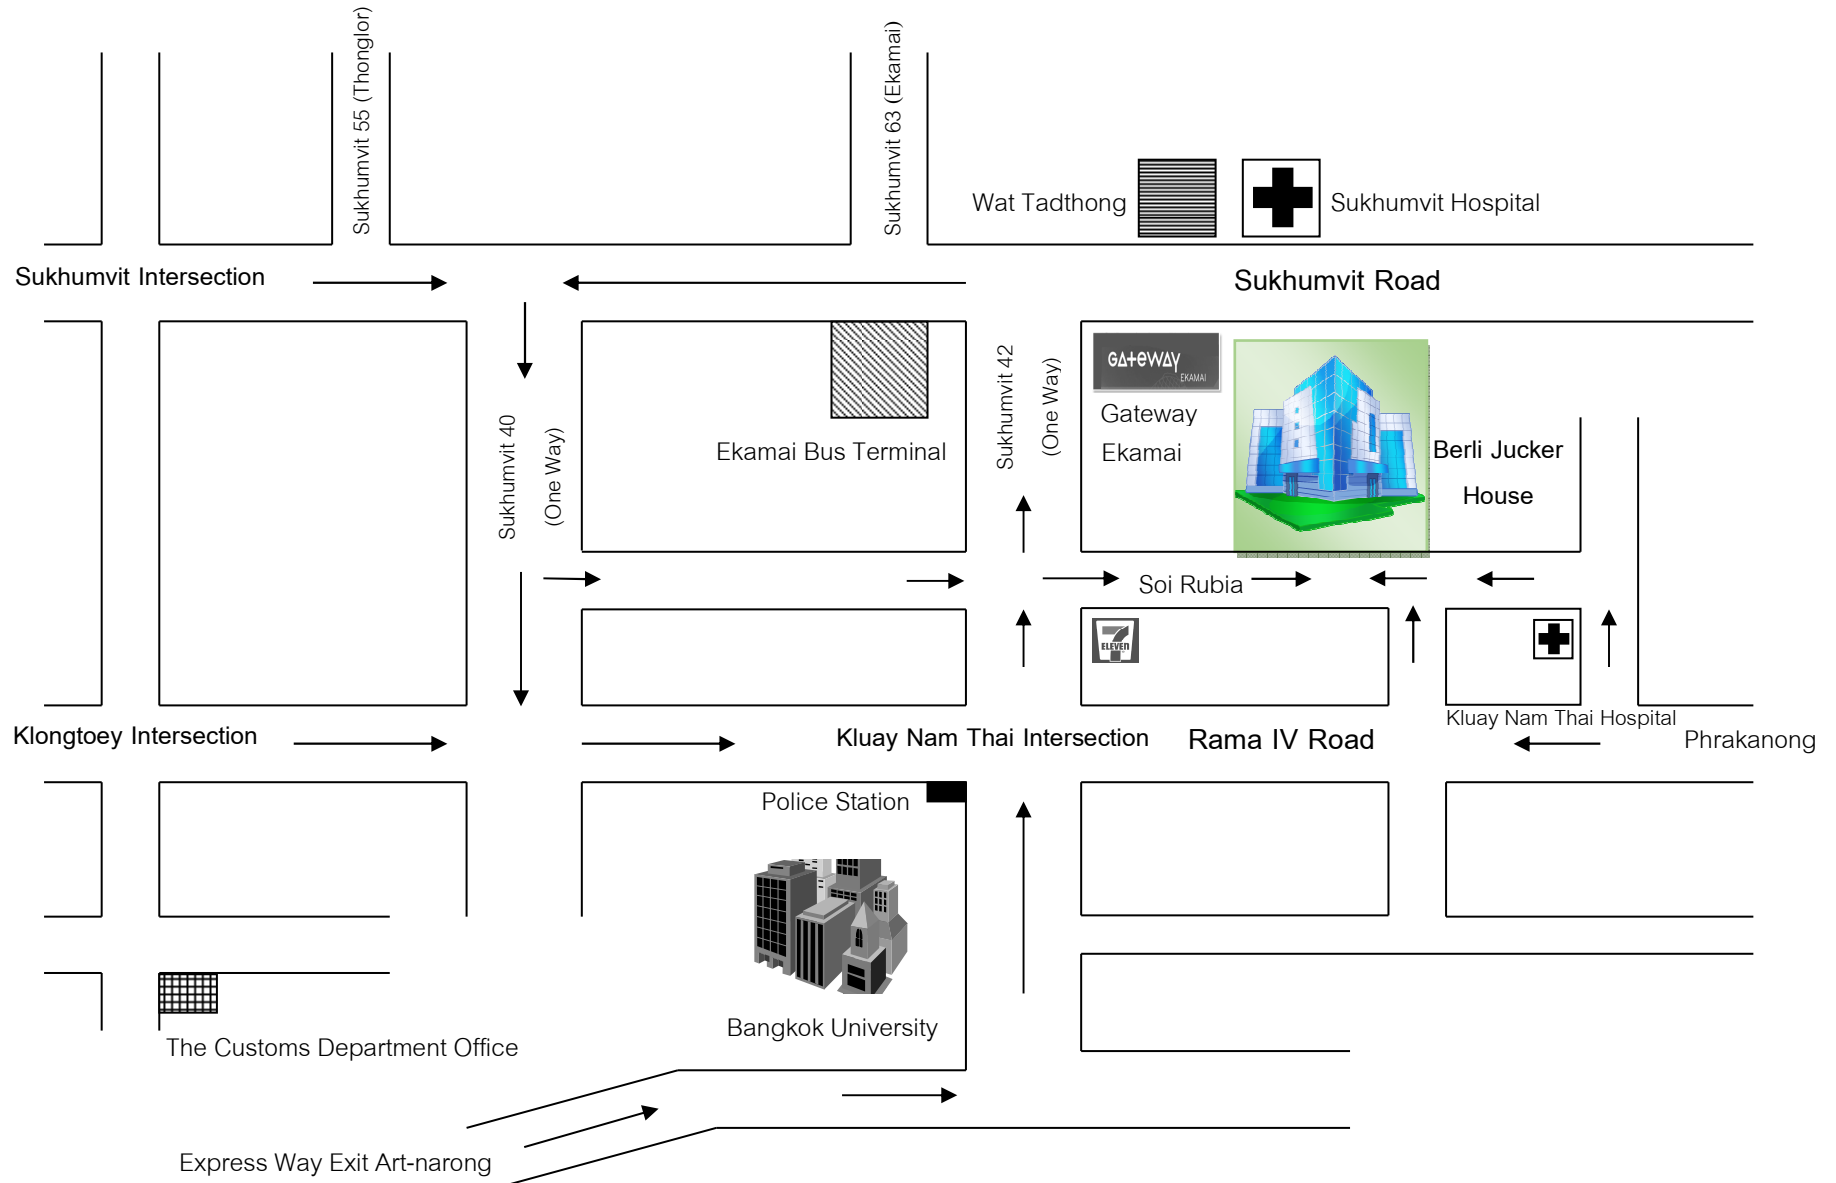 Sukhumvit 55 (Thonglor)
Sukhumvit 63 (Ekamai)
Wat Tadthong
Sukhumvit Hospital
Sukhumvit Intersection
Sukhumvit Road
Sukhumvit 40
(One Way)
Ekamai Bus Terminal
Sukhumvit 42
(One Way)
GATEWAY
EKAMAI
Gateway
Ekamai
Berli Jucker
House
Soi Rubia
7
ELEVEn
Kluay Nam Thai Hospital
Klongtoey Intersection
Kluay Nam Thai Intersection
Rama IV Road
Phrakanong
Police Station
Bangkok University
The Customs Department Office
Express Way Exit Art-narong